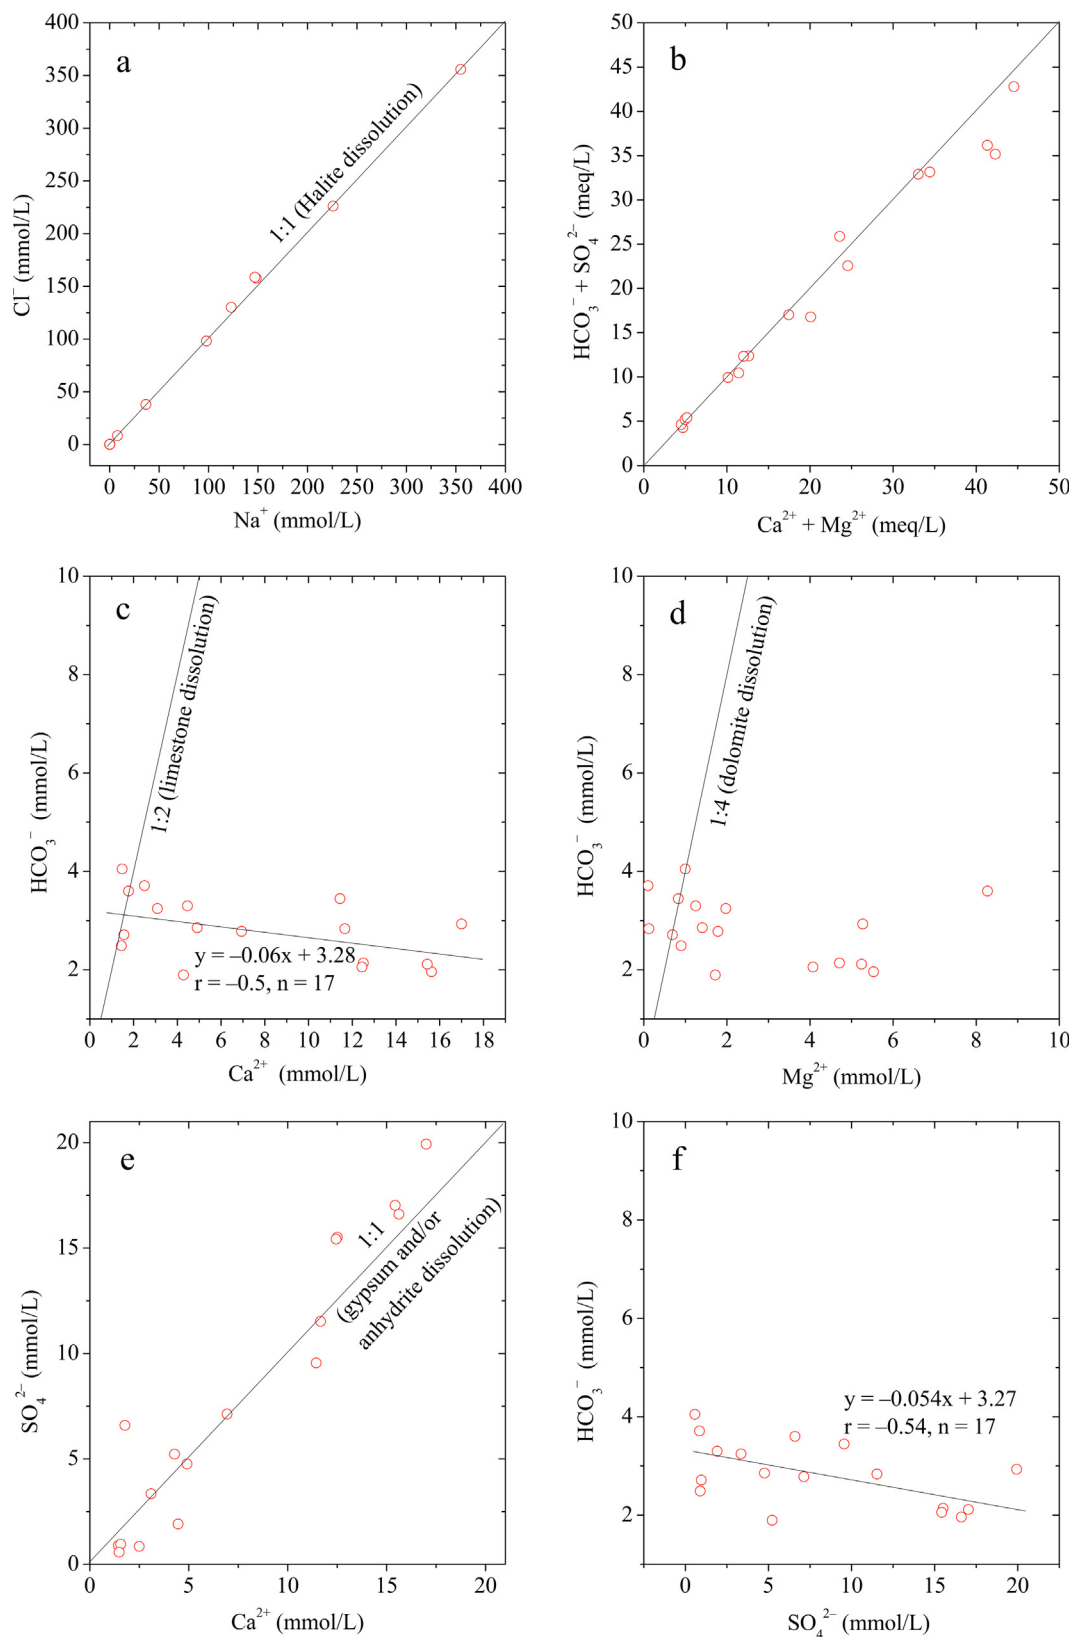 a
400
350
300
250
200
150
100
50
0
Cl⁻ (mmol/L)
1:1 (Halite dissolution)
0 50 100 150 200 250 300 350 400
Na⁺ (mmol/L)
b
50
45
40
35
30
25
20
15
10
5
0
HCO₃⁻ + SO₄²⁻ (meq/L)
0 10 20 30 40 50
Ca²⁺ + Mg²⁺ (meq/L)
c
10
8
6
4
2
HCO₃⁻ (mmol/L)
1:2 (limestone dissolution)
y = –0.06x + 3.28
r = –0.5, n = 17
0 2 4 6 8 10 12 14 16 18
Ca²⁺ (mmol/L)
d
10
8
6
4
2
HCO₃⁻ (mmol/L)
1:4 (dolomite dissolution)
0 2 4 6 8 10
Mg²⁺ (mmol/L)
e
20
15
10
5
0
SO₄²⁻ (mmol/L)
1:1
(gypsum and/or
anhydrite dissolution)
0 5 10 15 20
Ca²⁺ (mmol/L)
f
10
8
6
4
2
HCO₃⁻ (mmol/L)
y = –0.054x + 3.27
r = –0.54, n = 17
0 5 10 15 20
SO₄²⁻ (mmol/L)